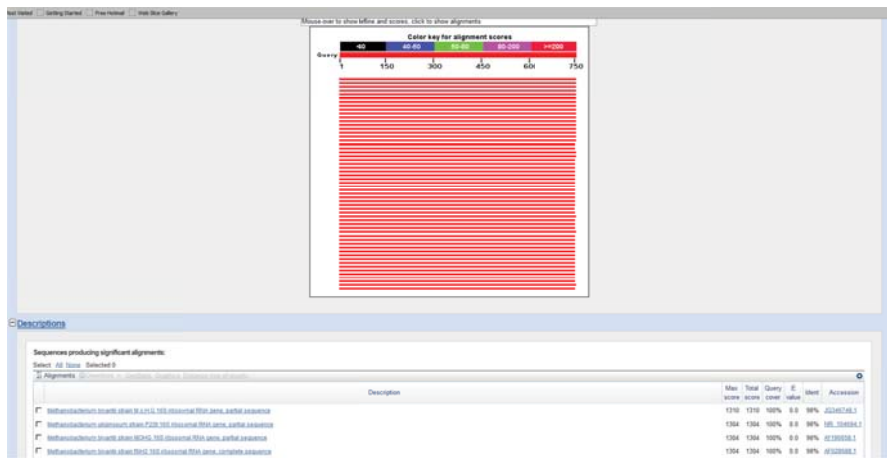 Most Visited Getting Started Free Hotmail Web Slice Gallery
Mouse-over to show defline and scores, click to show alignments
Color key for alignment scores
<40 40-50 50-80 80-200 >=200
Query
1 150 300 450 600 750
Descriptions
Sequences producing significant alignments:
Select: All None Selected:0
Alignments
Description Max score Total score Query cover E value Ident Accession
Methanobacterium bryantii strain 16S ribosomal RNA gene, partial sequence 1310 1310 100% 0.0 98%
Methanobacterium strain 16S ribosomal RNA gene, partial sequence 1304 1304 100% 0.0 98%
Methanobacterium bryantii strain MOHG 16S ribosomal RNA gene, partial sequence 1304 1304 100% 0.0 98%
Methanobacterium bryantii strain RiH2 16S ribosomal RNA gene, complete sequence 1304 1304 100% 0.0 98%